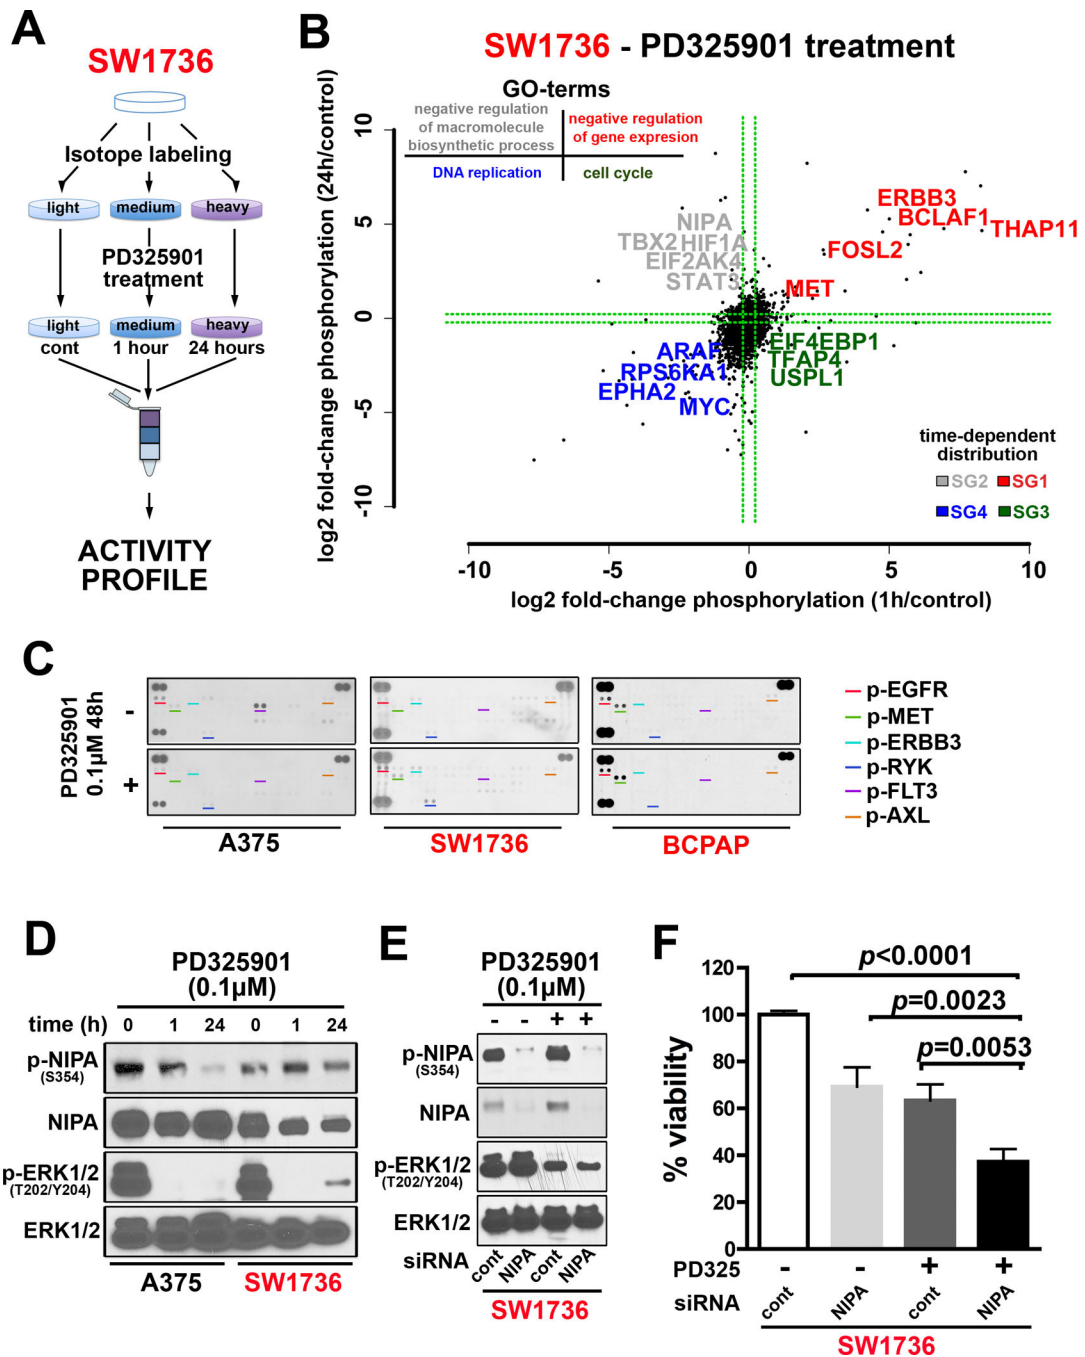 A
SW1736
Isotope labeling
light medium heavy
PD325901
treatment
light medium heavy
cont 1 hour 24 hours
ACTIVITY
PROFILE
B
SW1736 - PD325901 treatment
GO-terms
negative regulation
of macromolecule
biosynthetic process
negative regulation
of gene expresion
DNA replication
cell cycle
log2 fold-change phosphorylation (24h/control)
10
5
0
-5
-10
NIPA
TBX2 HIF1A
EIF2AK4
STAT3
ERBB3
BCLAF1
THAP11
FOSL2
MET
ARAF
RPS6KA1
EPHA2
MYC
EIF4EBP1
TFAP4
USPL1
time-dependent
distribution
SG2 SG1
SG4 SG3
-10 -5 0 5 10
log2 fold-change phosphorylation (1h/control)
C
PD325901
0.1µM 48h
-
+
A375 SW1736 BCPAP
p-EGFR
p-MET
p-ERBB3
p-RYK
p-FLT3
p-AXL
D
PD325901
(0.1µM)
time (h) 0 1 24 0 1 24
p-NIPA
(S354)
NIPA
p-ERK1/2
(T202/Y204)
ERK1/2
A375 SW1736
E
PD325901
(0.1µM)
- - + +
p-NIPA
(S354)
NIPA
p-ERK1/2
(T202/Y204)
ERK1/2
siRNA cont NIPA cont NIPA
SW1736
F
p<0.0001
p=0.0023
p=0.0053
% viability
120
100
80
60
40
20
0
PD325 - - + +
siRNA cont NIPA cont NIPA
SW1736